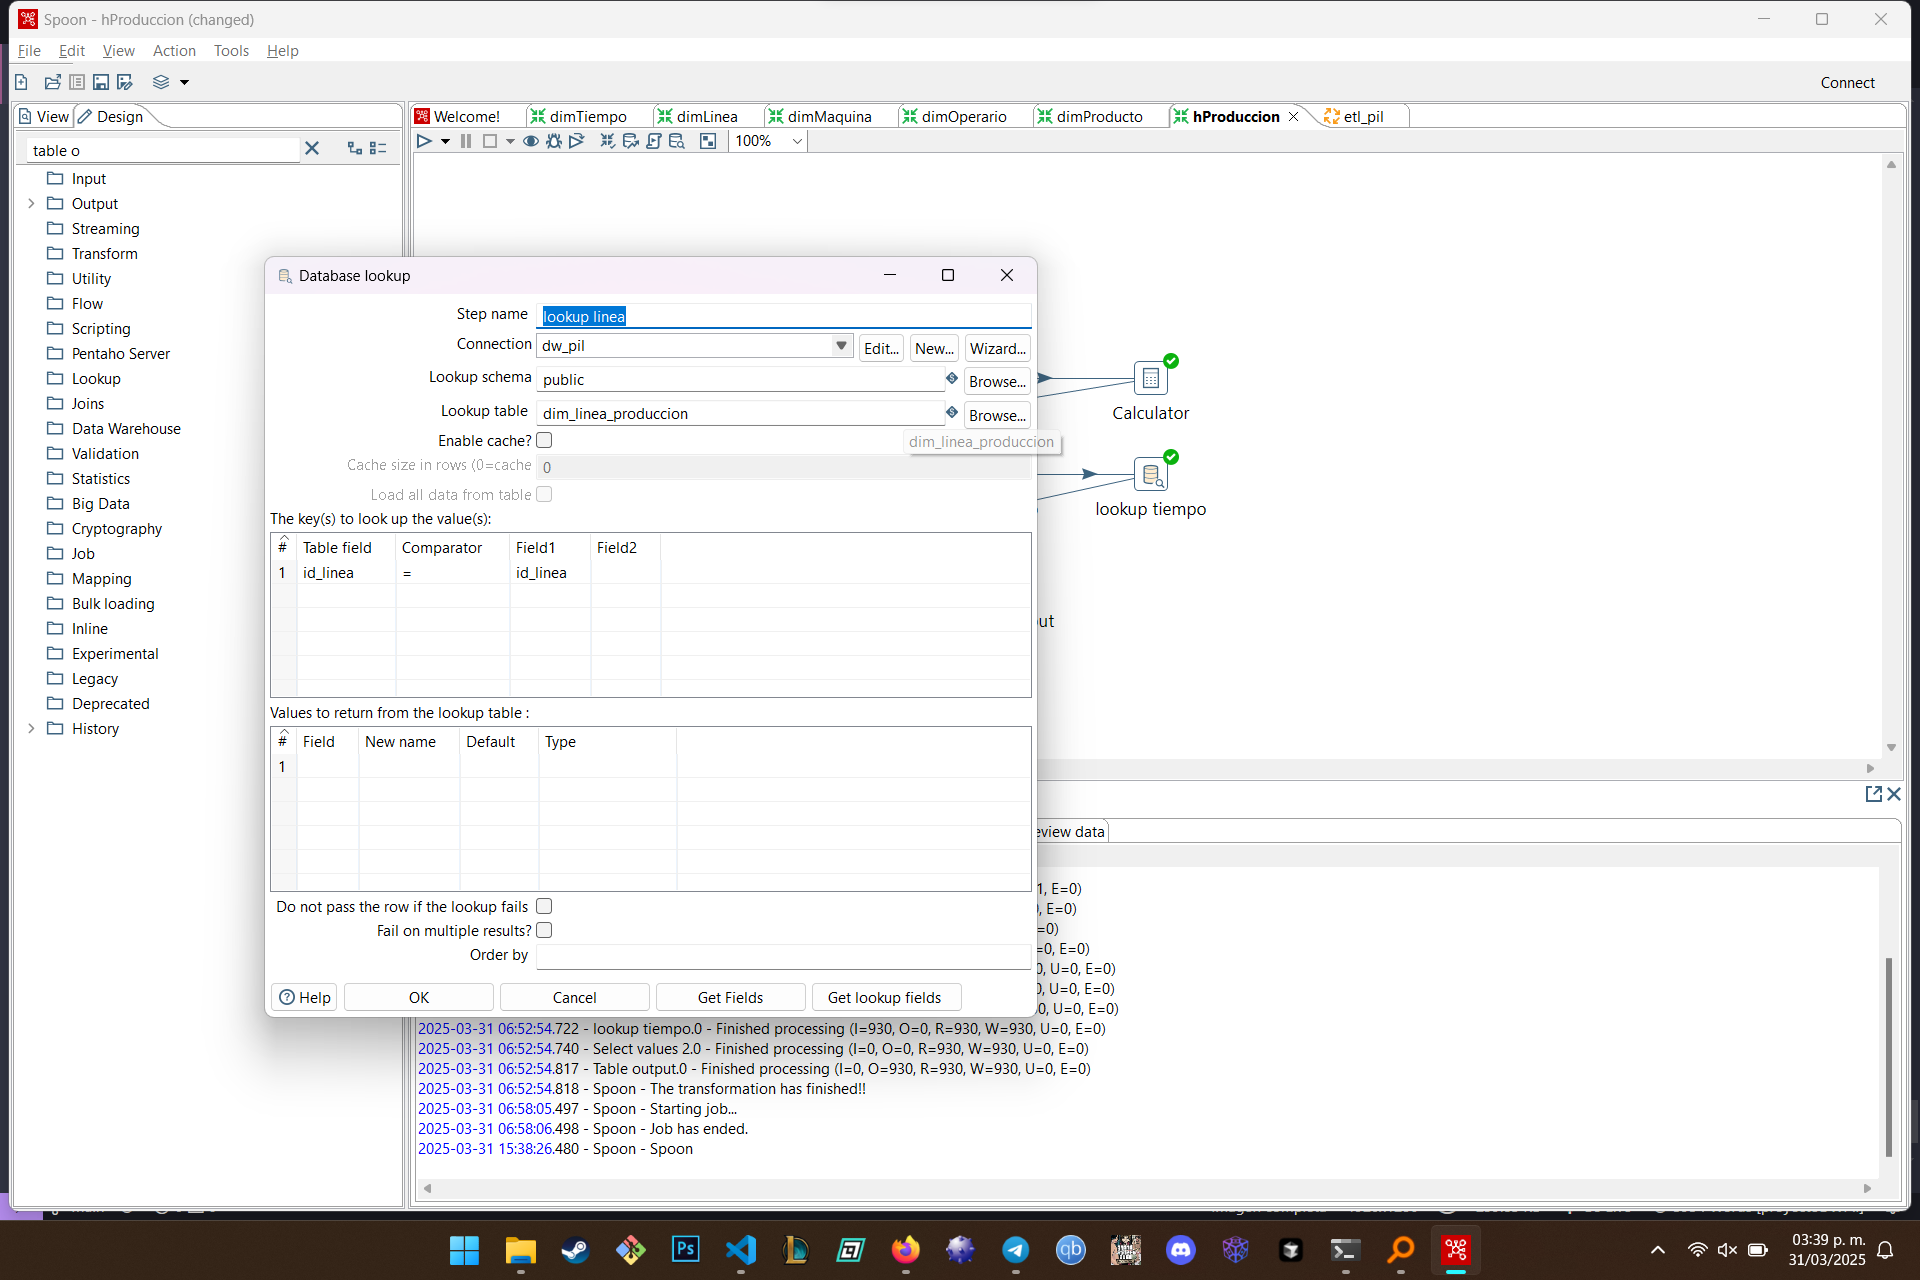 Spoon - hProduccion (changed)
File Edit View Action Tools Help
Connect
View Design
Welcome! dimTiempo dimLinea dimMaquina dimOperario dimProducto hProduccion etl_pil
table o
100%
Input
Output
Streaming
Transform
Utility
Flow
Scripting
Pentaho Server
Lookup
Joins
Data Warehouse
Validation
Statistics
Big Data
Cryptography
Job
Mapping
Bulk loading
Inline
Experimental
Legacy
Deprecated
History
Database lookup
Step name lookup linea
Connection dw_pil Edit... New... Wizard...
Lookup schema public Browse...
Lookup table dim_linea_produccion Browse...
Enable cache?
dim_linea_produccion
Cache size in rows (0=cache 0
Load all data from table
The key(s) to look up the value(s):
# Table field Comparator Field1 Field2
1 id_linea = id_linea
Values to return from the lookup table :
# Field New name Default Type
1
Do not pass the row if the lookup fails
Fail on multiple results?
Order by
Help OK Cancel Get Fields Get lookup fields
Calculator
lookup tiempo
out
eview data
1, E=0)
, E=0)
=0)
=0, E=0)
0, U=0, E=0)
0, U=0, E=0)
0, U=0, E=0)
2025-03-31 06:52:54.722 - lookup tiempo.0 - Finished processing (I=930, O=0, R=930, W=930, U=0, E=0)
2025-03-31 06:52:54.740 - Select values 2.0 - Finished processing (I=0, O=0, R=930, W=930, U=0, E=0)
2025-03-31 06:52:54.817 - Table output.0 - Finished processing (I=0, O=930, R=930, W=930, U=0, E=0)
2025-03-31 06:52:54.818 - Spoon - The transformation has finished!!
2025-03-31 06:58:05.497 - Spoon - Starting job...
2025-03-31 06:58:06.498 - Spoon - Job has ended.
2025-03-31 15:38:26.480 - Spoon - Spoon
Ps
qb
03:39 p. m.
31/03/2025